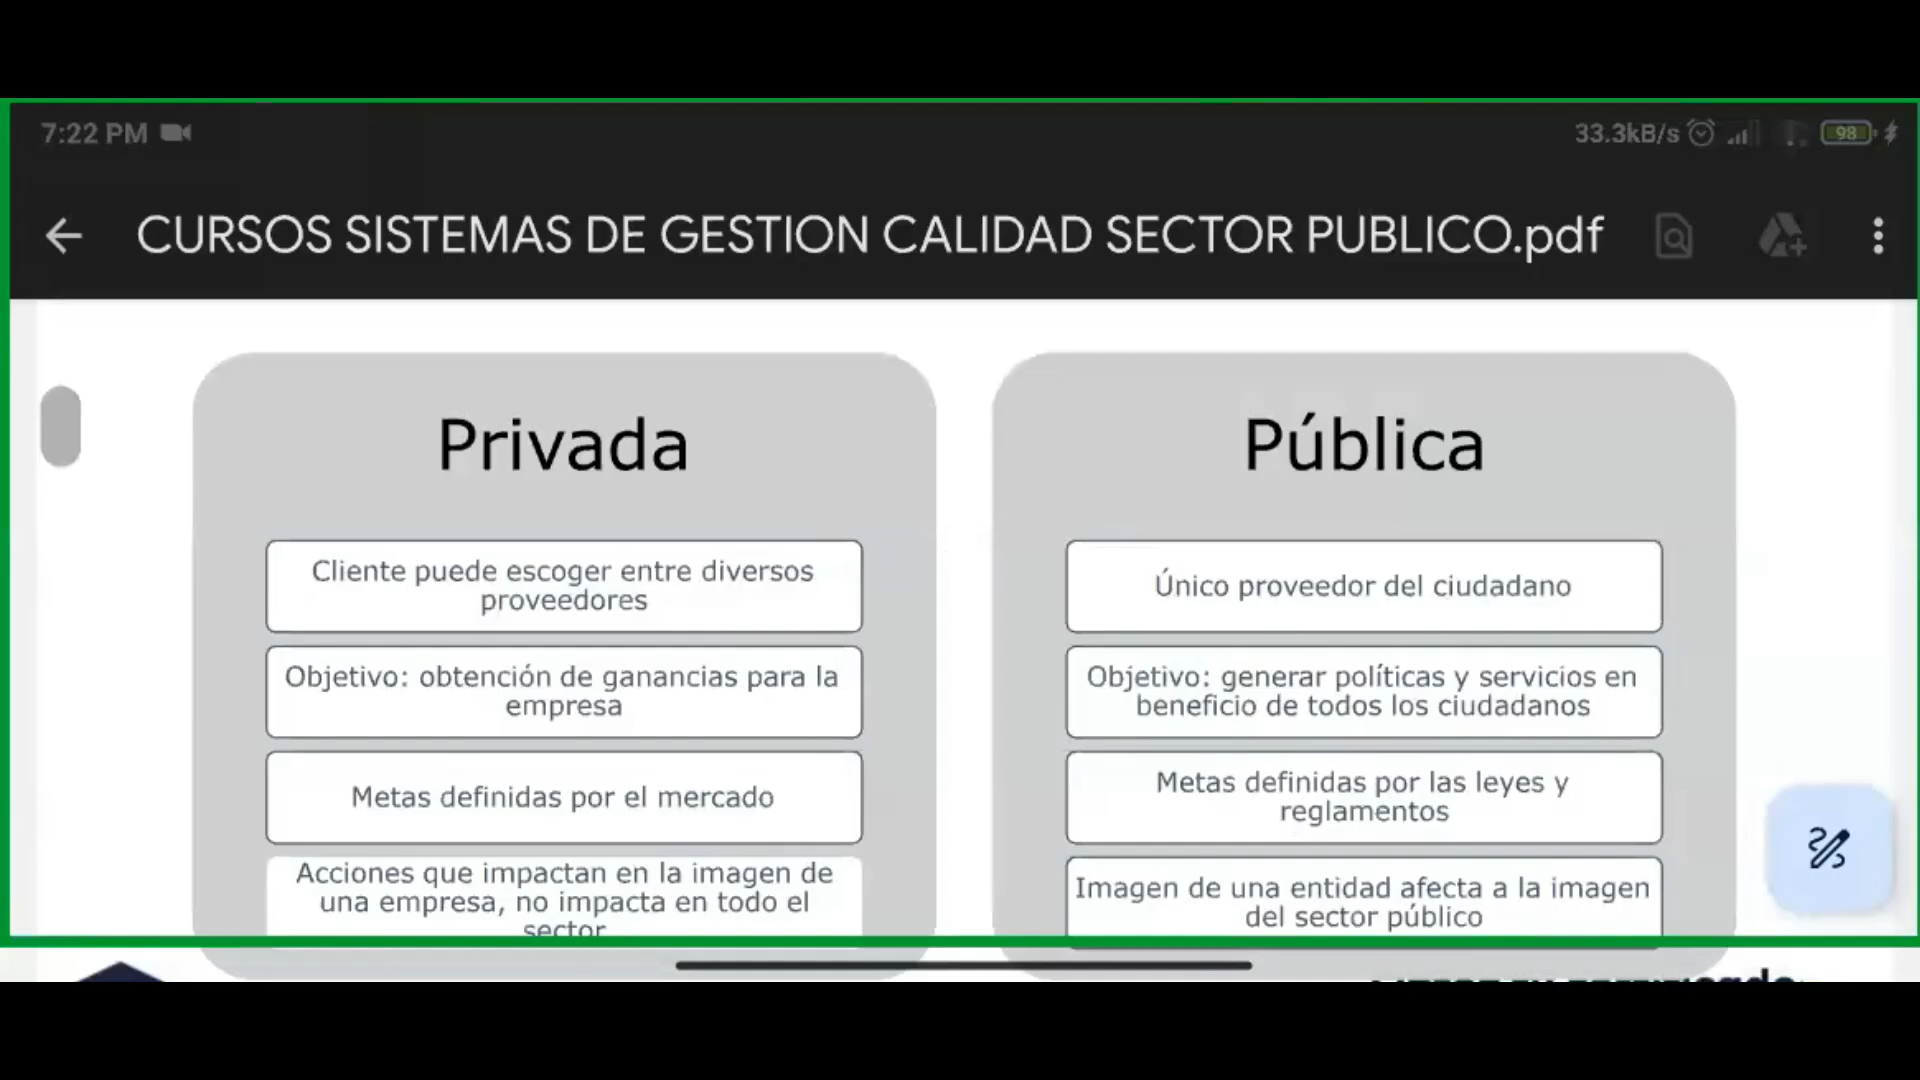 7:22 PM
33.3kB/s
98
CURSOS SISTEMAS DE GESTION CALIDAD SECTOR PUBLICO.pdf
Privada
Cliente puede escoger entre diversos
proveedores
Objetivo: obtención de ganancias para la
empresa
Metas definidas por el mercado
Acciones que impactan en la imagen de
una empresa, no impacta en todo el
sector
Pública
Único proveedor del ciudadano
Objetivo: generar políticas y servicios en
beneficio de todos los ciudadanos
Metas definidas por las leyes y
reglamentos
Imagen de una entidad afecta a la imagen
del sector público